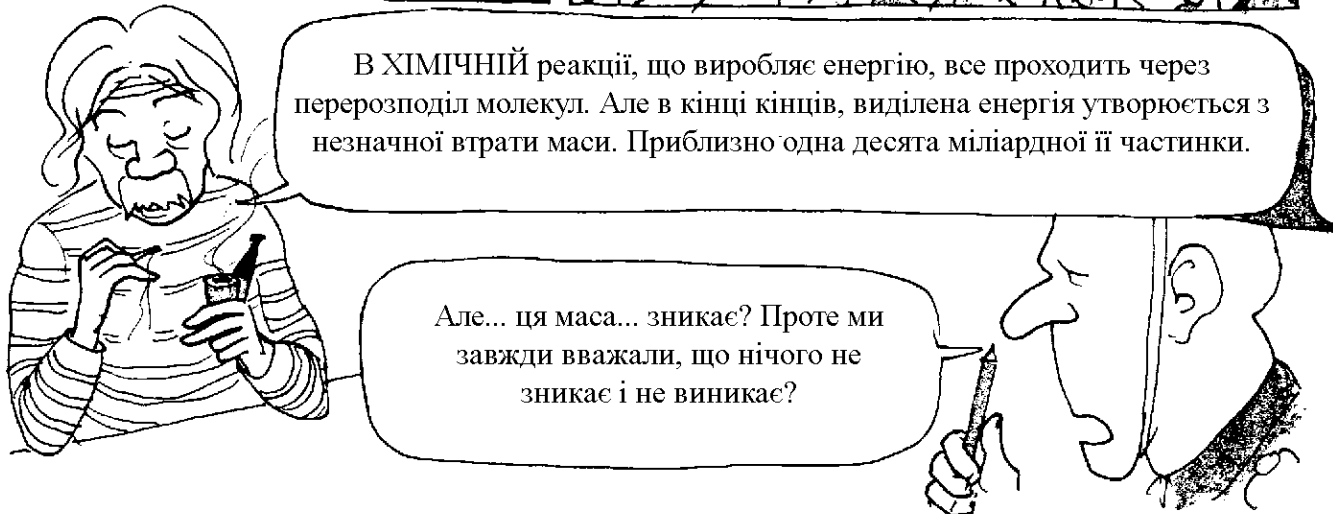 В ХІМІЧНІЙ реакції, що виробляє енергію, все проходить через
перерозподіл молекул. Але в кінці кінців, виділена енергія утворюється з
незначної втрати маси. Приблизно одна десята міліардної її частинки.
Але... ця маса... зникає? Проте ми
завжди вважали, що нічого не
зникає і не виникає?